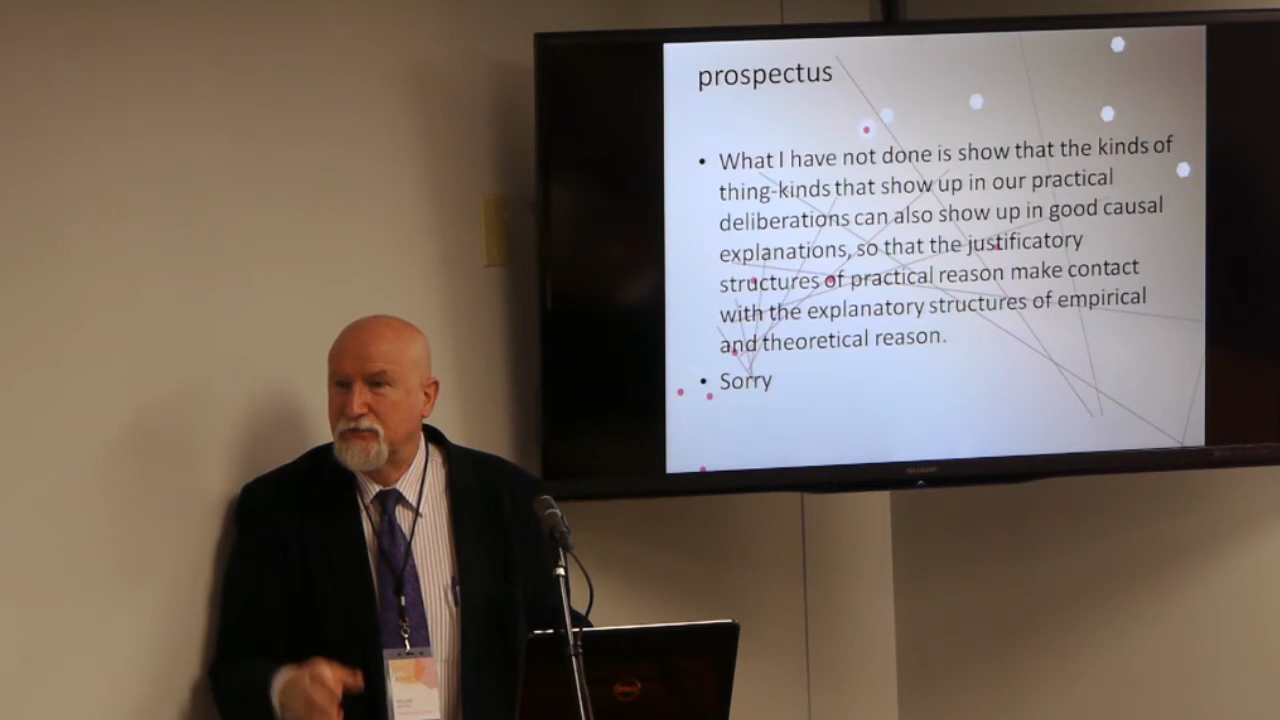 prospectus
• What I have not done is show that the kinds of
thing-kinds that show up in our practical
deliberations can also show up in good causal
explanations, so that the justificatory
structures of practical reason make contact
with the explanatory structures of empirical
and theoretical reason.
• Sorry
SHARP
DELL